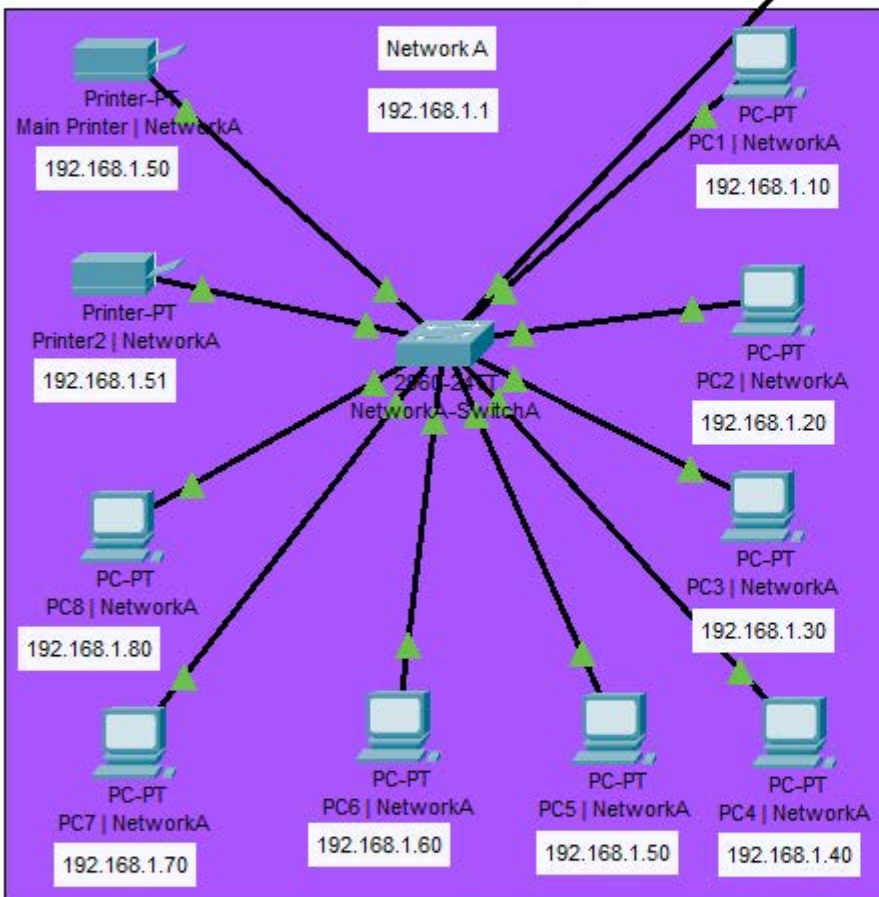 Network A
192.168.1.1
Printer-PT
Main Printer | NetworkA
192.168.1.50
PC-PT
PC1 | NetworkA
192.168.1.10
Printer-PT
Printer2 | NetworkA
192.168.1.51
PC-PT
PC2 | NetworkA
192.168.1.20
2960-24TT
NetworkA-SwitchA
PC-PT
PC8 | NetworkA
192.168.1.80
PC-PT
PC3 | NetworkA
192.168.1.30
PC-PT
PC7 | NetworkA
192.168.1.70
PC-PT
PC6 | NetworkA
192.168.1.60
PC-PT
PC5 | NetworkA
192.168.1.50
PC-PT
PC4 | NetworkA
192.168.1.40